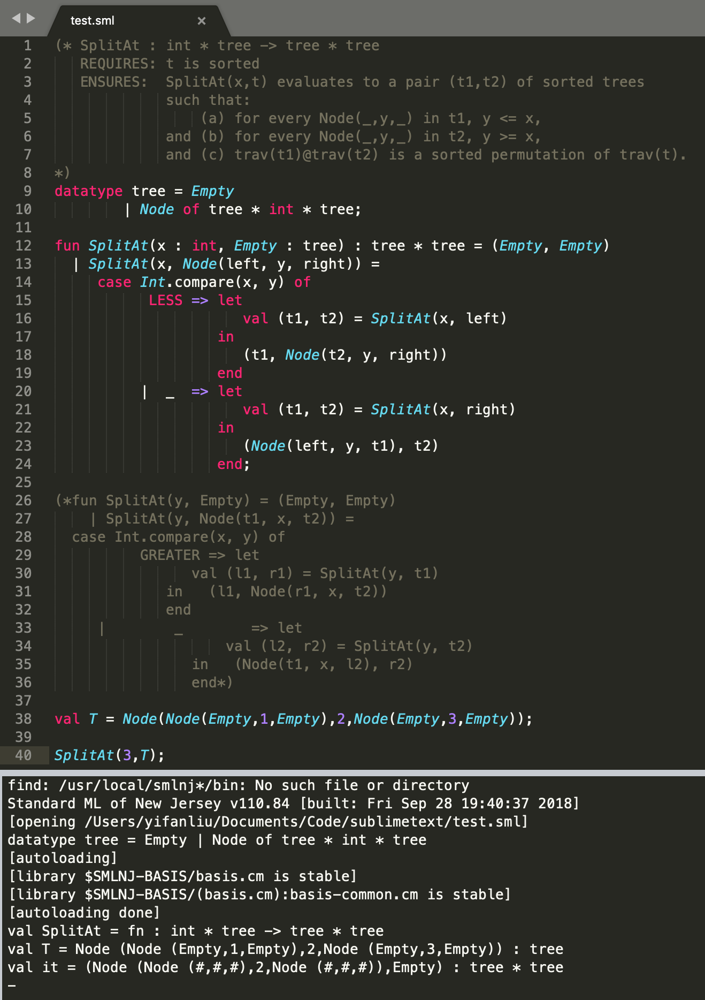 test.sml ×
1 (* SplitAt : int * tree -> tree * tree
2 REQUIRES: t is sorted
3 ENSURES:  SplitAt(x,t) evaluates to a pair (t1,t2) of sorted trees
4 such that:
5 (a) for every Node(_,y,_) in t1, y <= x,
6 and (b) for every Node(_,y,_) in t2, y >= x,
7 and (c) trav(t1)@trav(t2) is a sorted permutation of trav(t).
8 *)
9 datatype tree = Empty
10 | Node of tree * int * tree;
11
12 fun SplitAt(x : int, Empty : tree) : tree * tree = (Empty, Empty)
13 | SplitAt(x, Node(left, y, right)) =
14 case Int.compare(x, y) of
15 LESS => let
16 val (t1, t2) = SplitAt(x, left)
17 in
18 (t1, Node(t2, y, right))
19 end
20 |  _  => let
21 val (t1, t2) = SplitAt(x, right)
22 in
23 (Node(left, y, t1), t2)
24 end;
25
26 (*fun SplitAt(y, Empty) = (Empty, Empty)
27 | SplitAt(y, Node(t1, x, t2)) =
28 case Int.compare(x, y) of
29 GREATER => let
30 val (l1, r1) = SplitAt(y, t1)
31 in   (l1, Node(r1, x, t2))
32 end
33 |        _        => let
34 val (l2, r2) = SplitAt(y, t2)
35 in   (Node(t1, x, l2), r2)
36 end*)
37
38 val T = Node(Node(Empty,1,Empty),2,Node(Empty,3,Empty));
39
40 SplitAt(3,T);
find: /usr/local/smlnj*/bin: No such file or directory
Standard ML of New Jersey v110.84 [built: Fri Sep 28 19:40:37 2018]
[opening /Users/yifanliu/Documents/Code/sublimetext/test.sml]
datatype tree = Empty | Node of tree * int * tree
[autoloading]
[library $SMLNJ-BASIS/basis.cm is stable]
[library $SMLNJ-BASIS/(basis.cm):basis-common.cm is stable]
[autoloading done]
val SplitAt = fn : int * tree -> tree * tree
val T = Node (Node (Empty,1,Empty),2,Node (Empty,3,Empty)) : tree
val it = (Node (Node (#,#,#),2,Node (#,#,#)),Empty) : tree * tree
-